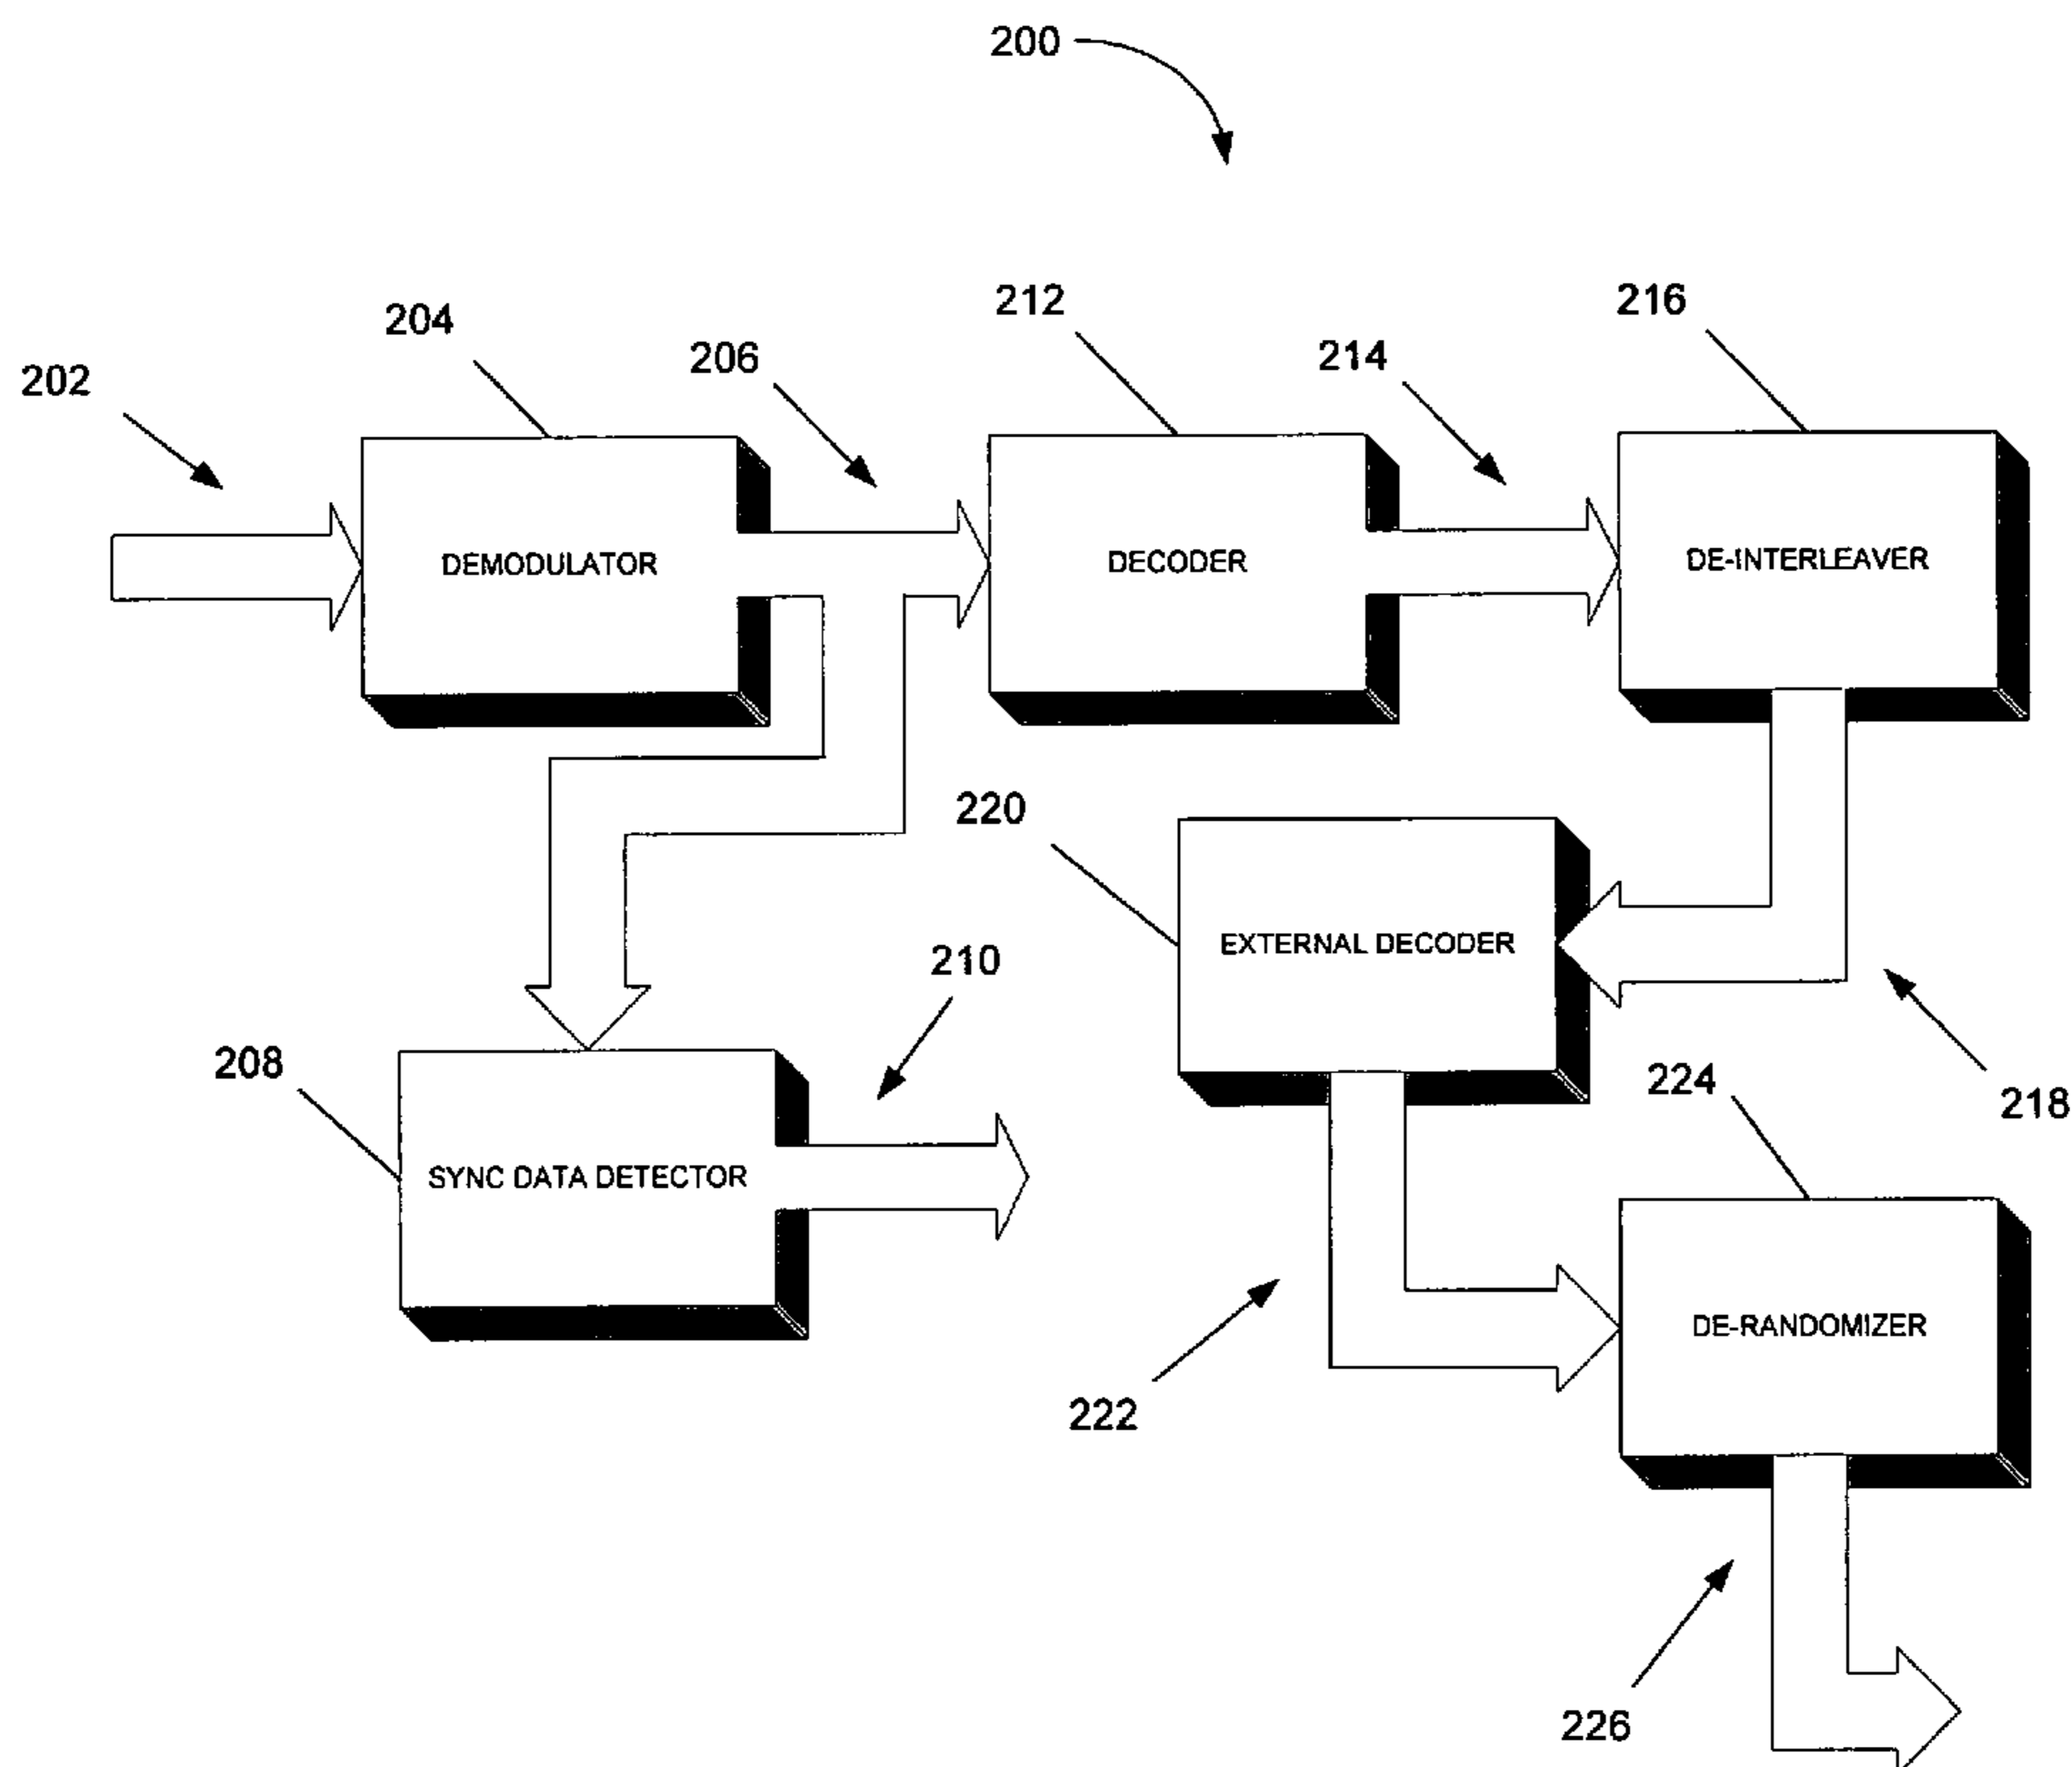 200
212
216
204
206
214
202
DEMODULATOR
DECODER
DE-INTERLEAVER
220
EXTERNAL DECODER
210
208
224
218
SYNC DATA DETECTOR
DE-RANDOMIZER
222
226